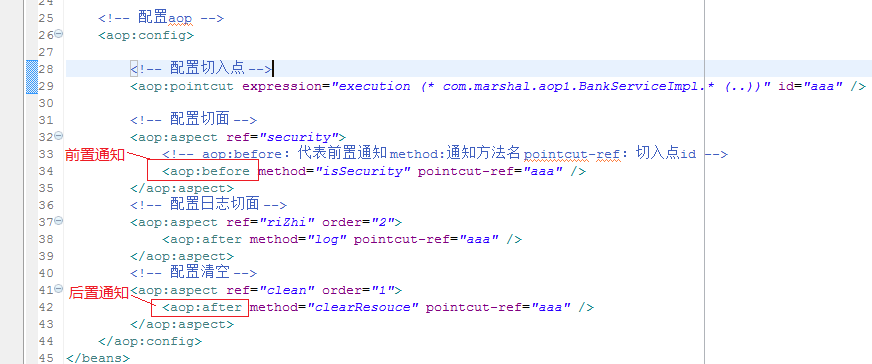 24
25 <!-- 配置aop -->
26 <aop:config>
27
28 <!-- 配置切入点 -->
29 <aop:pointcut expression="execution (* com.marshal.aop1.BankServiceImpl.* (..))" id="aaa" />
30
31 <!-- 配置切面 -->
32 <aop:aspect ref="security">
33 <!-- aop:before：代表前置通知 method:通知方法名 pointcut-ref：切入点id -->
前置通知
34 <aop:before method="isSecurity" pointcut-ref="aaa" />
35 </aop:aspect>
36 <!-- 配置日志切面 -->
37 <aop:aspect ref="riZhi" order="2">
38 <aop:after method="log" pointcut-ref="aaa" />
39 </aop:aspect>
40 <!-- 配置清空 -->
41 <aop:aspect ref="clean" order="1">
后置通知
42 <aop:after method="clearResouce" pointcut-ref="aaa" />
43 </aop:aspect>
44 </aop:config>
45 </beans>